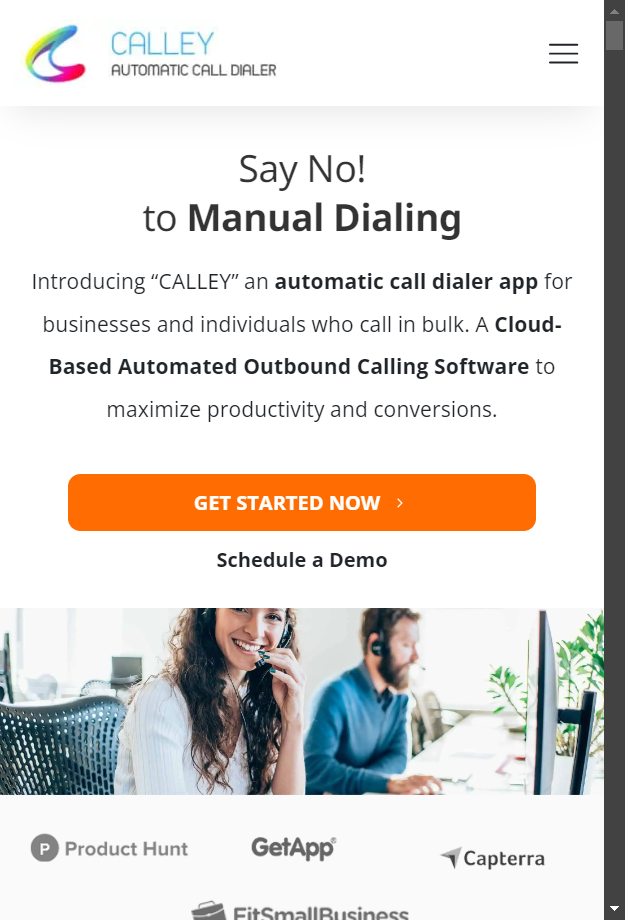 CALLEY
AUTOMATIC CALL DIALER
Say No!
to Manual Dialing
Introducing “CALLEY” an automatic call dialer app for
businesses and individuals who call in bulk. A Cloud-
Based Automated Outbound Calling Software to
maximize productivity and conversions.
GET STARTED NOW
Schedule a Demo
P Product Hunt
GetApp®
Capterra
FitSmallBusiness